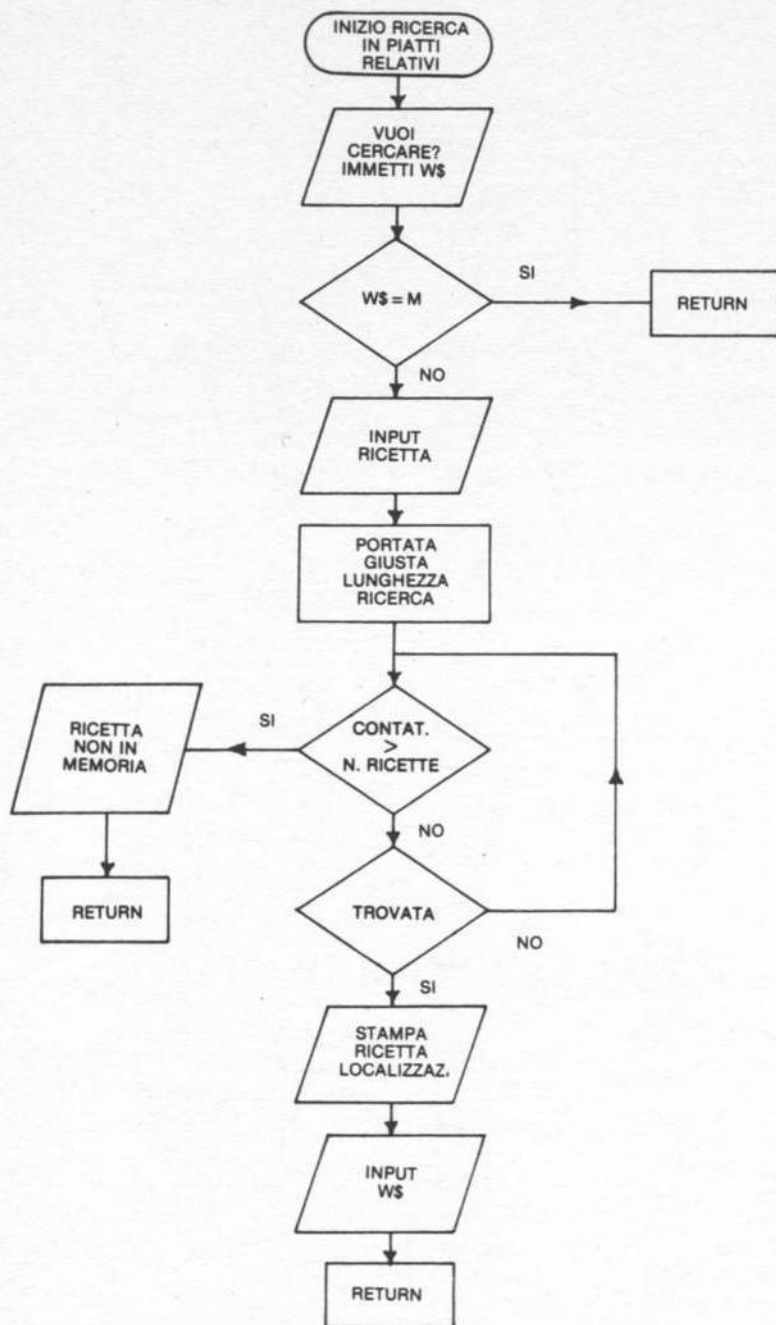 INIZIO RICERCA
IN PIATTI
RELATIVI
VUOI
CERCARE?
IMMETTI W$
W$ = M
SI
RETURN
NO
INPUT
RICETTA
PORTATA
GIUSTA
LUNGHEZZA
RICERCA
CONTAT.
>
N. RICETTE
SI
RICETTA
NON IN
MEMORIA
RETURN
NO
TROVATA
NO
SI
STAMPA
RICETTA
LOCALIZZAZ.
INPUT
W$
RETURN